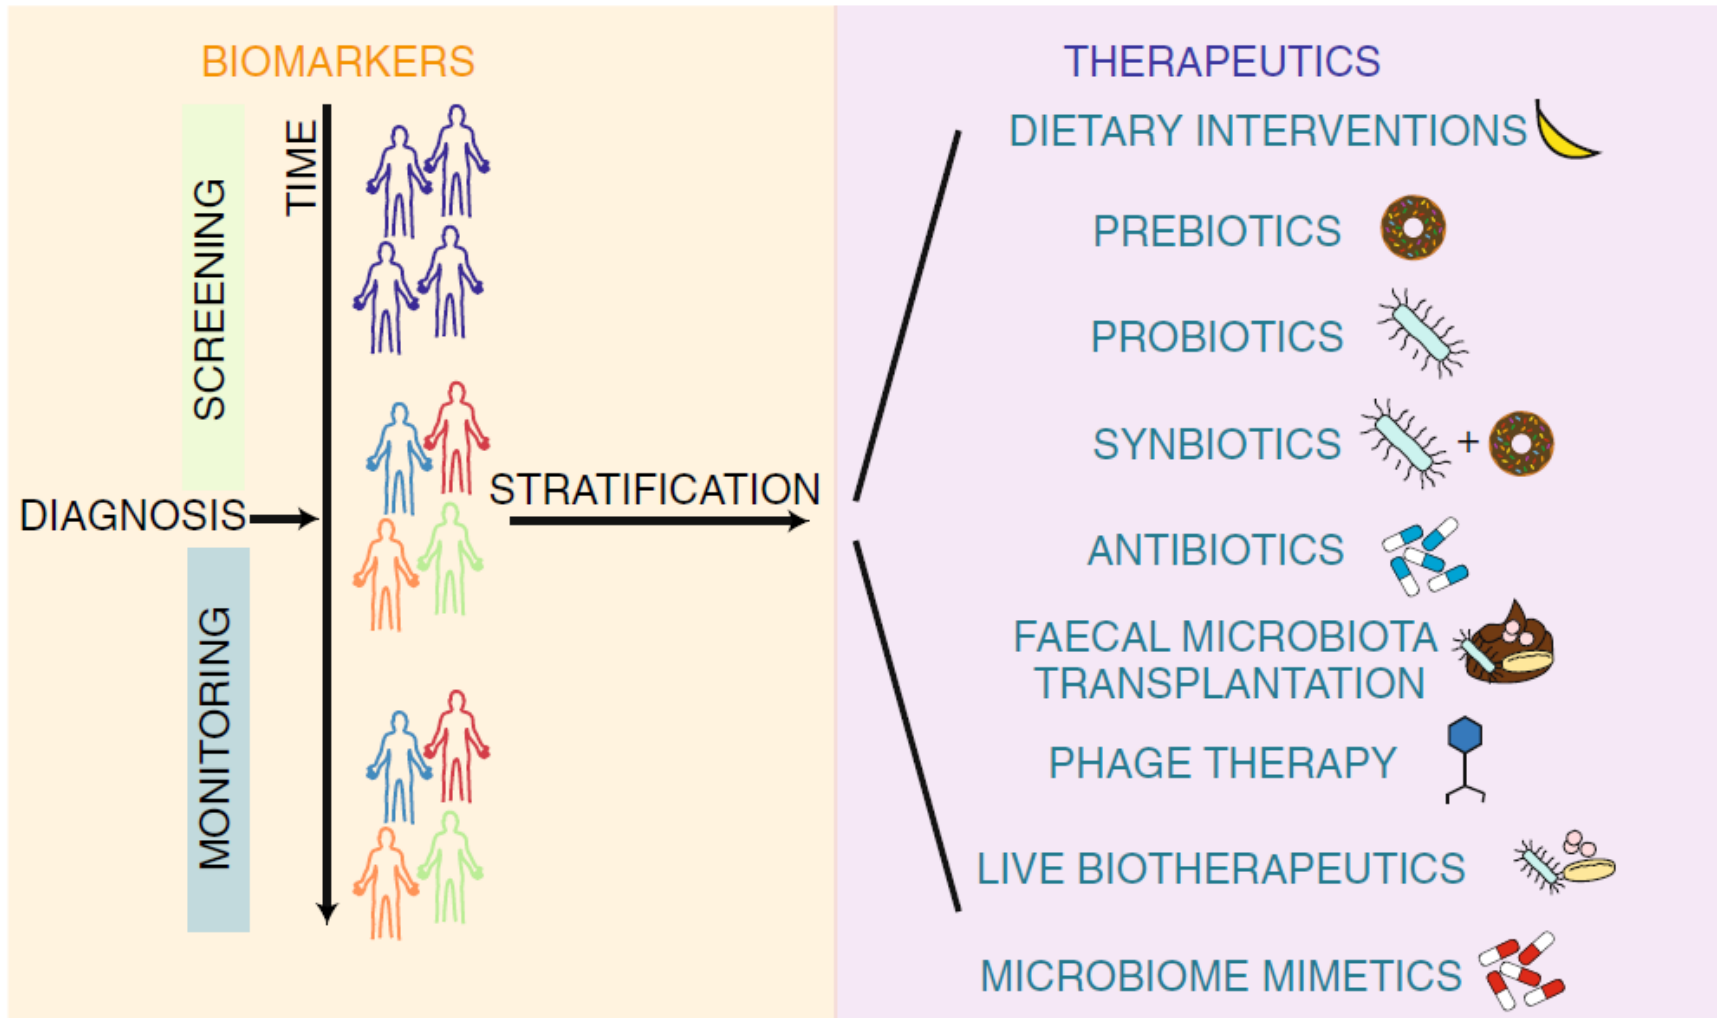 BIOMARKERS
TIME
SCREENING
DIAGNOSIS
STRATIFICATION
MONITORING
THERAPEUTICS
DIETARY INTERVENTIONS
PREBIOTICS
PROBIOTICS
SYNBIOTICS +
ANTIBIOTICS
FAECAL MICROBIOTA
TRANSPLANTATION
PHAGE THERAPY
LIVE BIOTHERAPEUTICS
MICROBIOME MIMETICS